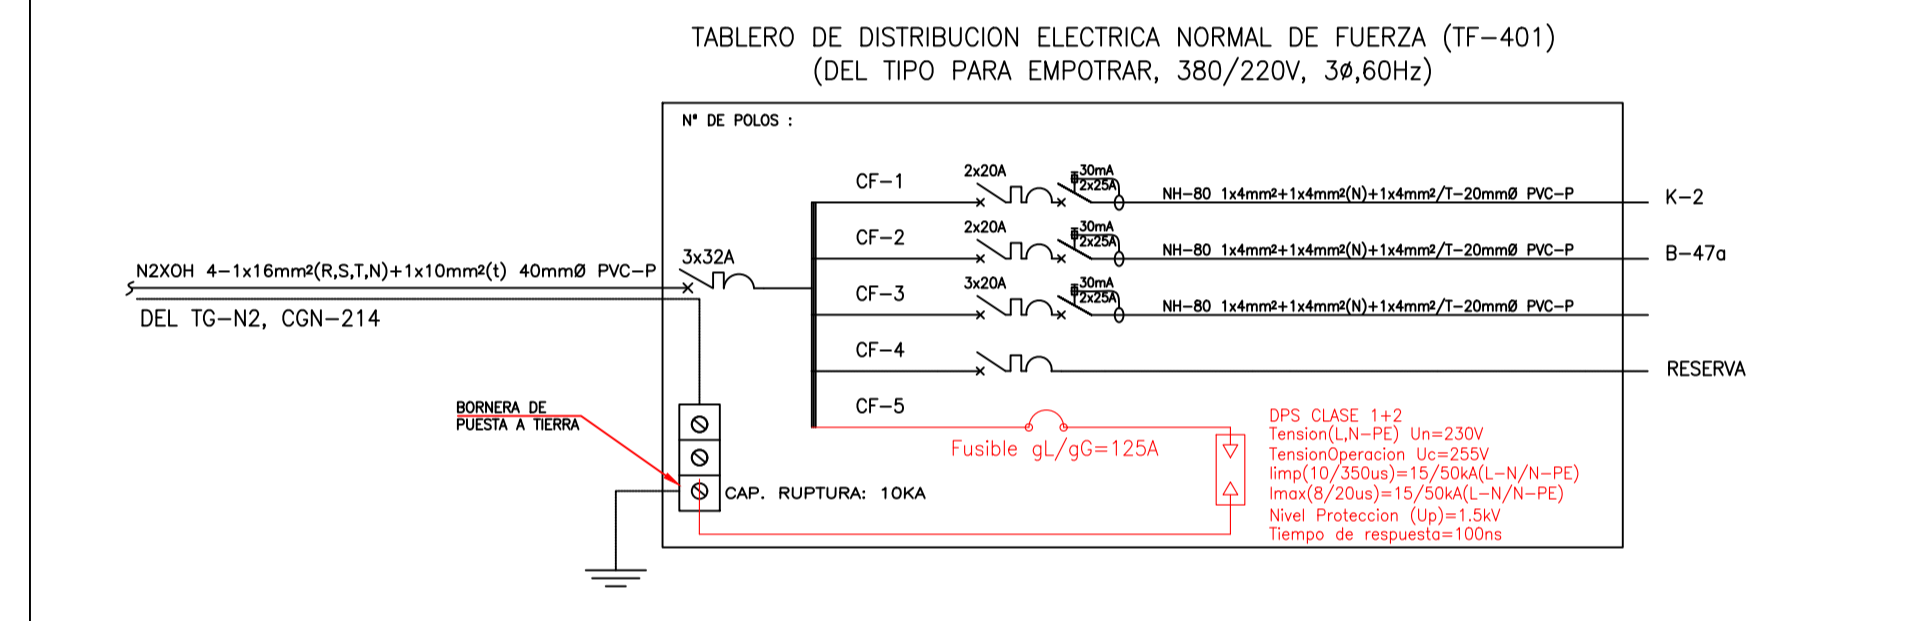 TABLERO DE DISTRIBUCION ELECTRICA NORMAL DE FUERZA (TF-401)
(DEL TIPO PARA EMPOTRAR, 380/220V, 3ø,60Hz)
N° DE POLOS :
CF-1
2x20A
30mA
2x25A
NH-80 1x4mm²+1x4mm²(N)+1x4mm²/T-20mmØ PVC-P
K-2
CF-2
2x20A
30mA
2x25A
NH-80 1x4mm²+1x4mm²(N)+1x4mm²/T-20mmØ PVC-P
B-47a
N2XOH 4-1x16mm²(R,S,T,N)+1x10mm²(t) 40mmØ PVC-P
3x32A
DEL TG-N2, CGN-214
CF-3
3x20A
30mA
2x25A
NH-80 1x4mm²+1x4mm²(N)+1x4mm²/T-20mmØ PVC-P
CF-4
RESERVA
CF-5
BORNERA DE
PUESTA A TIERRA
CAP. RUPTURA: 10KA
Fusible gL/gG=125A
DPS CLASE 1+2
Tension(L,N-PE) Un=230V
TensionOperacion Uc=255V
Iimp(10/350us)=15/50kA(L-N/N-PE)
Imax(8/20us)=15/50kA(L-N/N-PE)
Nivel Proteccion (Up)=1.5kV
Tiempo de respuesta=100ns